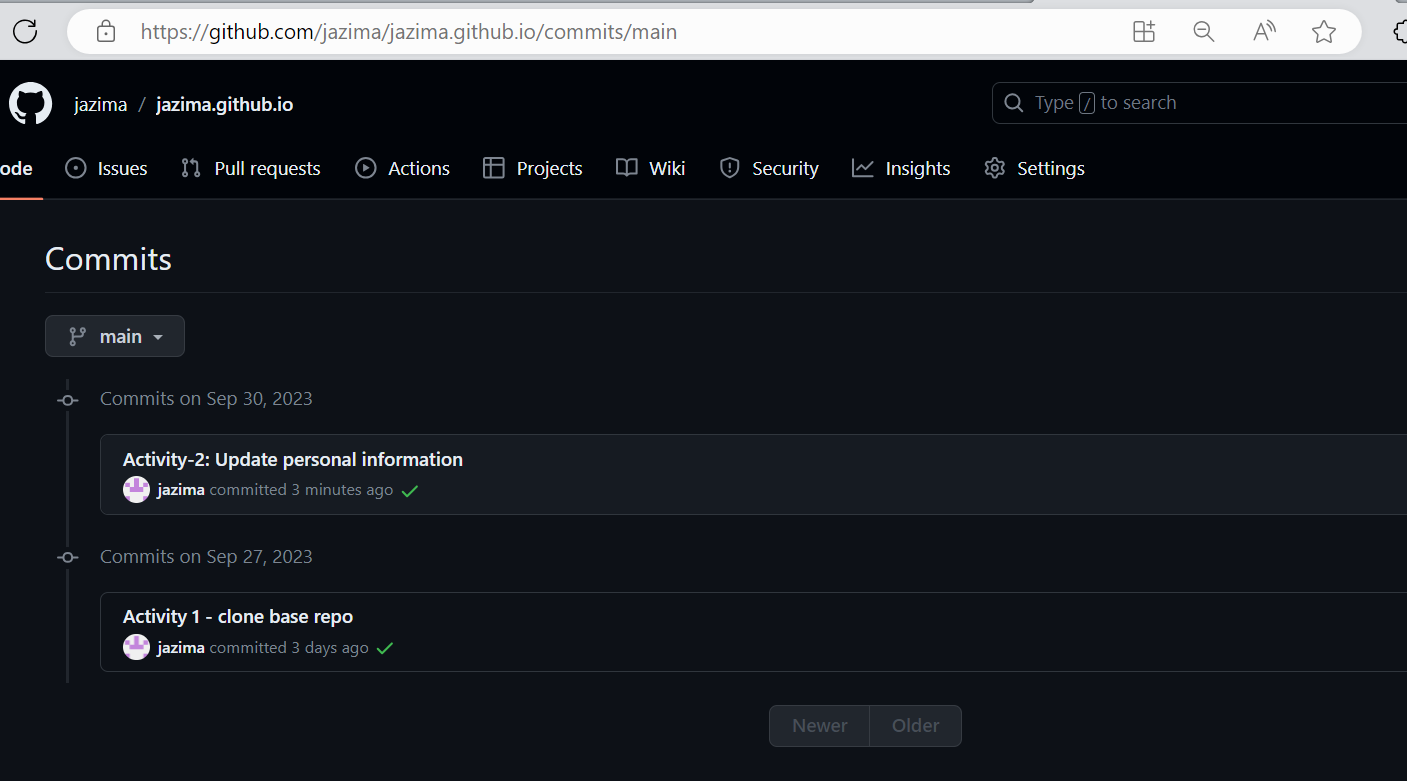 https://github.com/jazima/jazima.github.io/commits/main
jazima / jazima.github.io
Type / to search
ode Issues Pull requests Actions Projects Wiki Security Insights Settings
Commits
main
Commits on Sep 30, 2023
Activity-2: Update personal information
jazima committed 3 minutes ago
Commits on Sep 27, 2023
Activity 1 - clone base repo
jazima committed 3 days ago
Newer Older